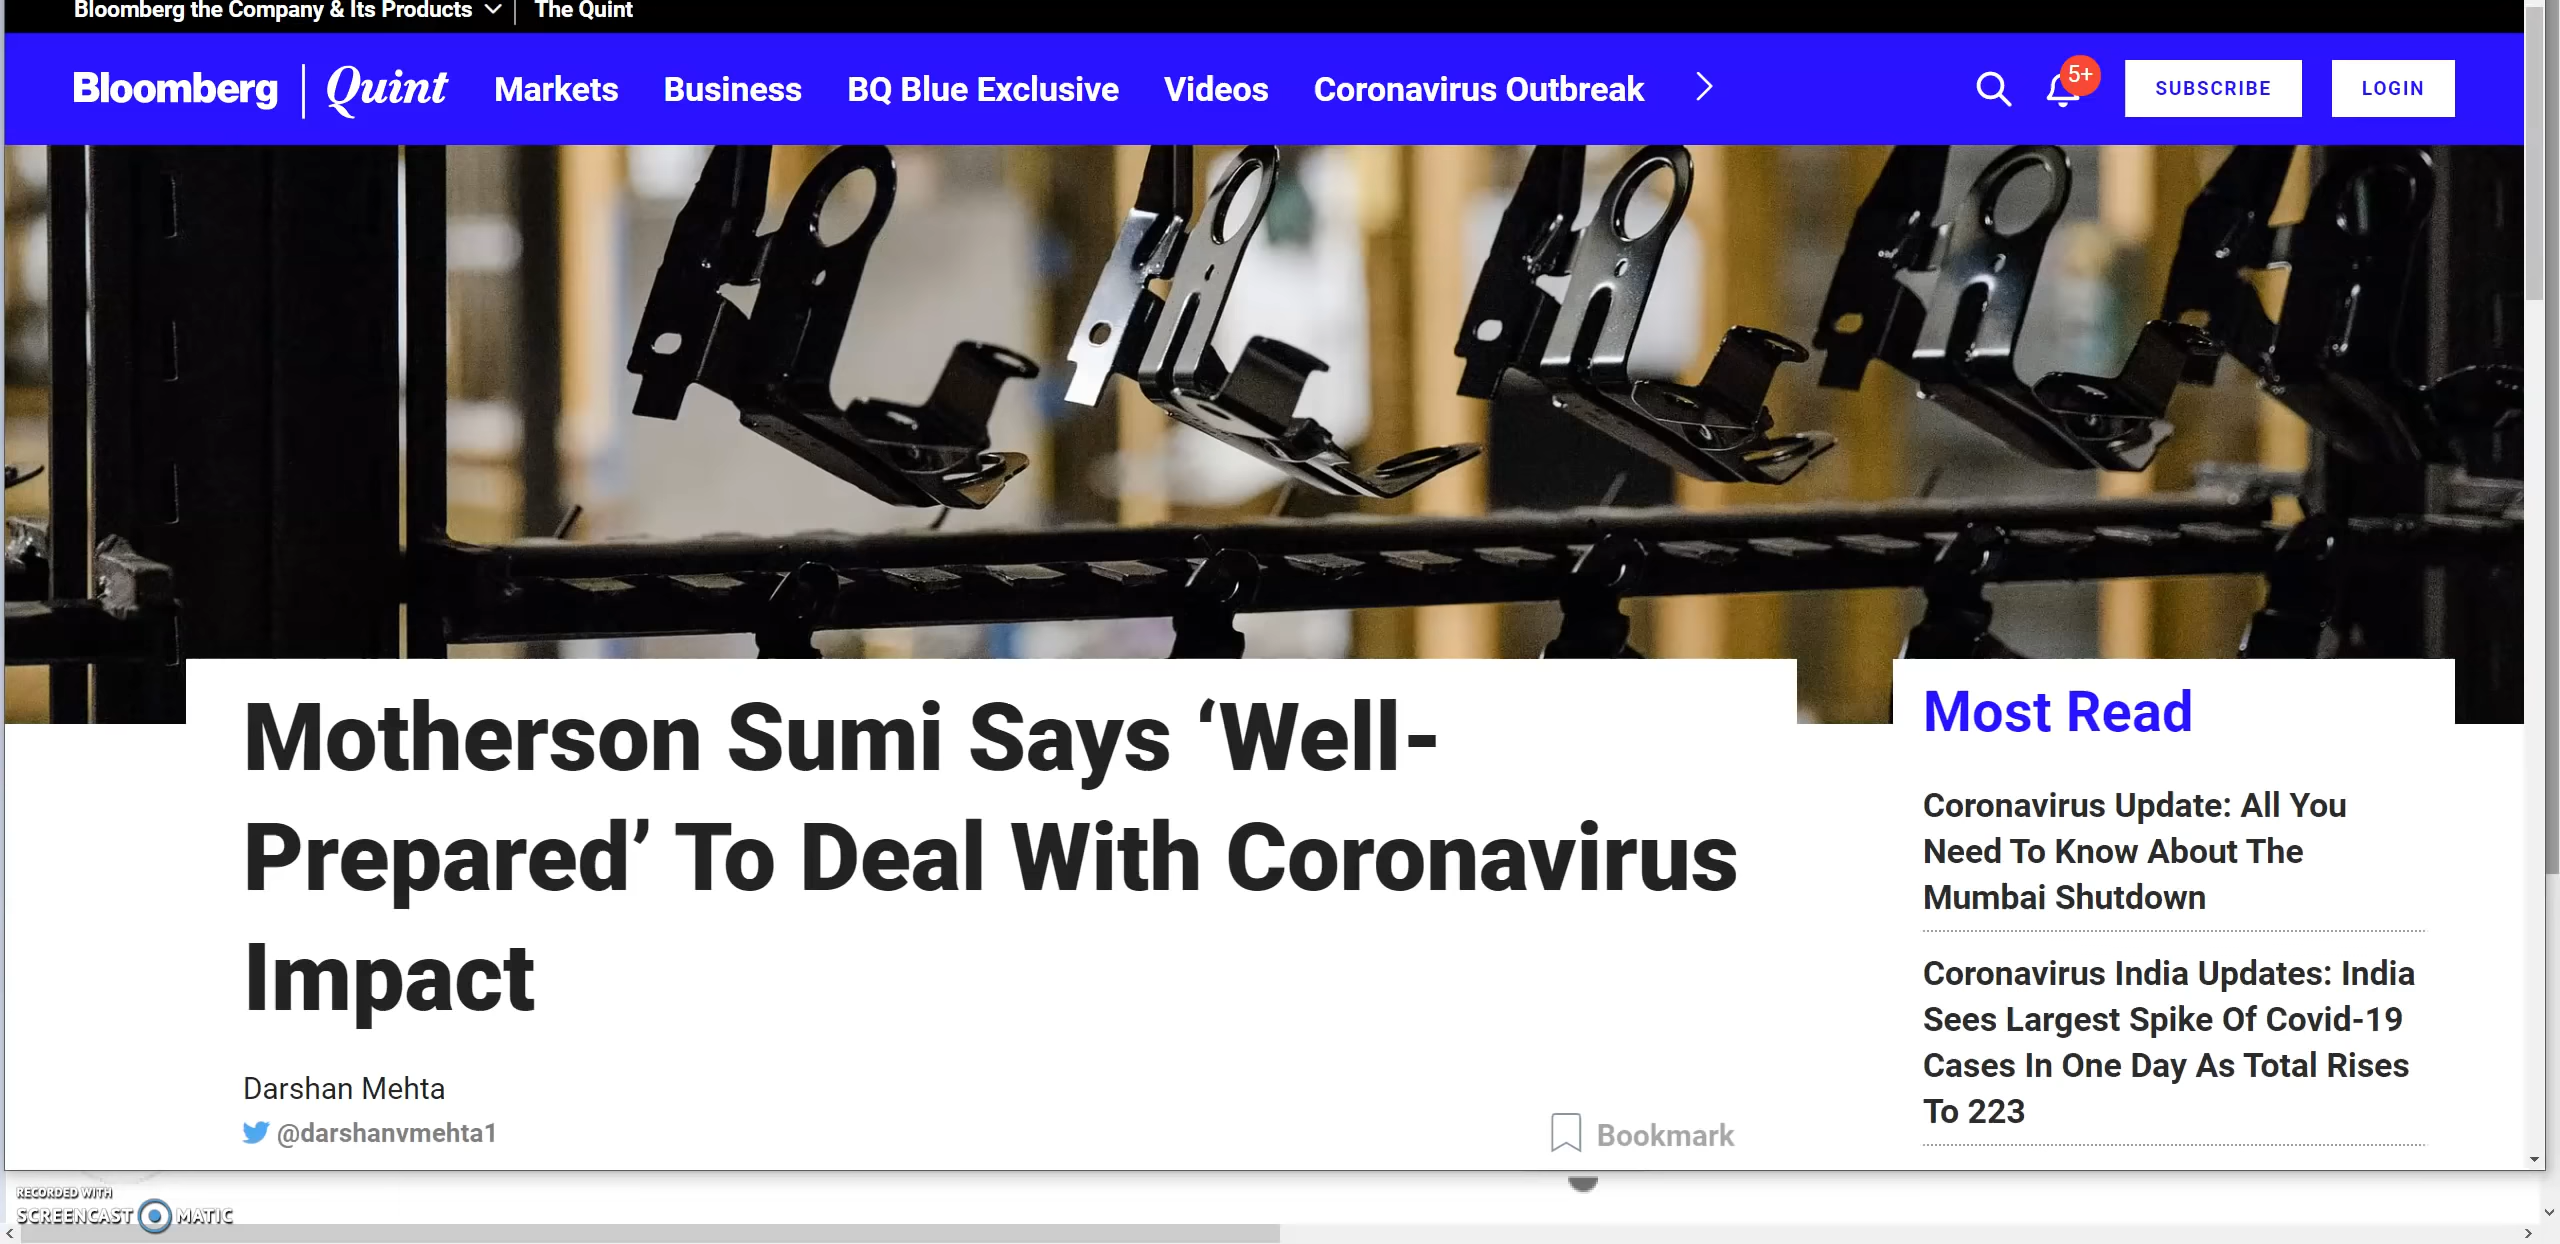 Bloomberg the Company & Its Products
The Quint
Bloomberg | Quint
Markets
Business
BQ Blue Exclusive
Videos
Coronavirus Outbreak
5+
SUBSCRIBE
LOGIN
Motherson Sumi Says ‘Well-
Prepared’ To Deal With Coronavirus
Impact
Darshan Mehta
@darshanvmehta1
Bookmark
Most Read
Coronavirus Update: All You
Need To Know About The
Mumbai Shutdown
Coronavirus India Updates: India
Sees Largest Spike Of Covid-19
Cases In One Day As Total Rises
To 223
RECORDED WITH
SCREENCAST MATIC